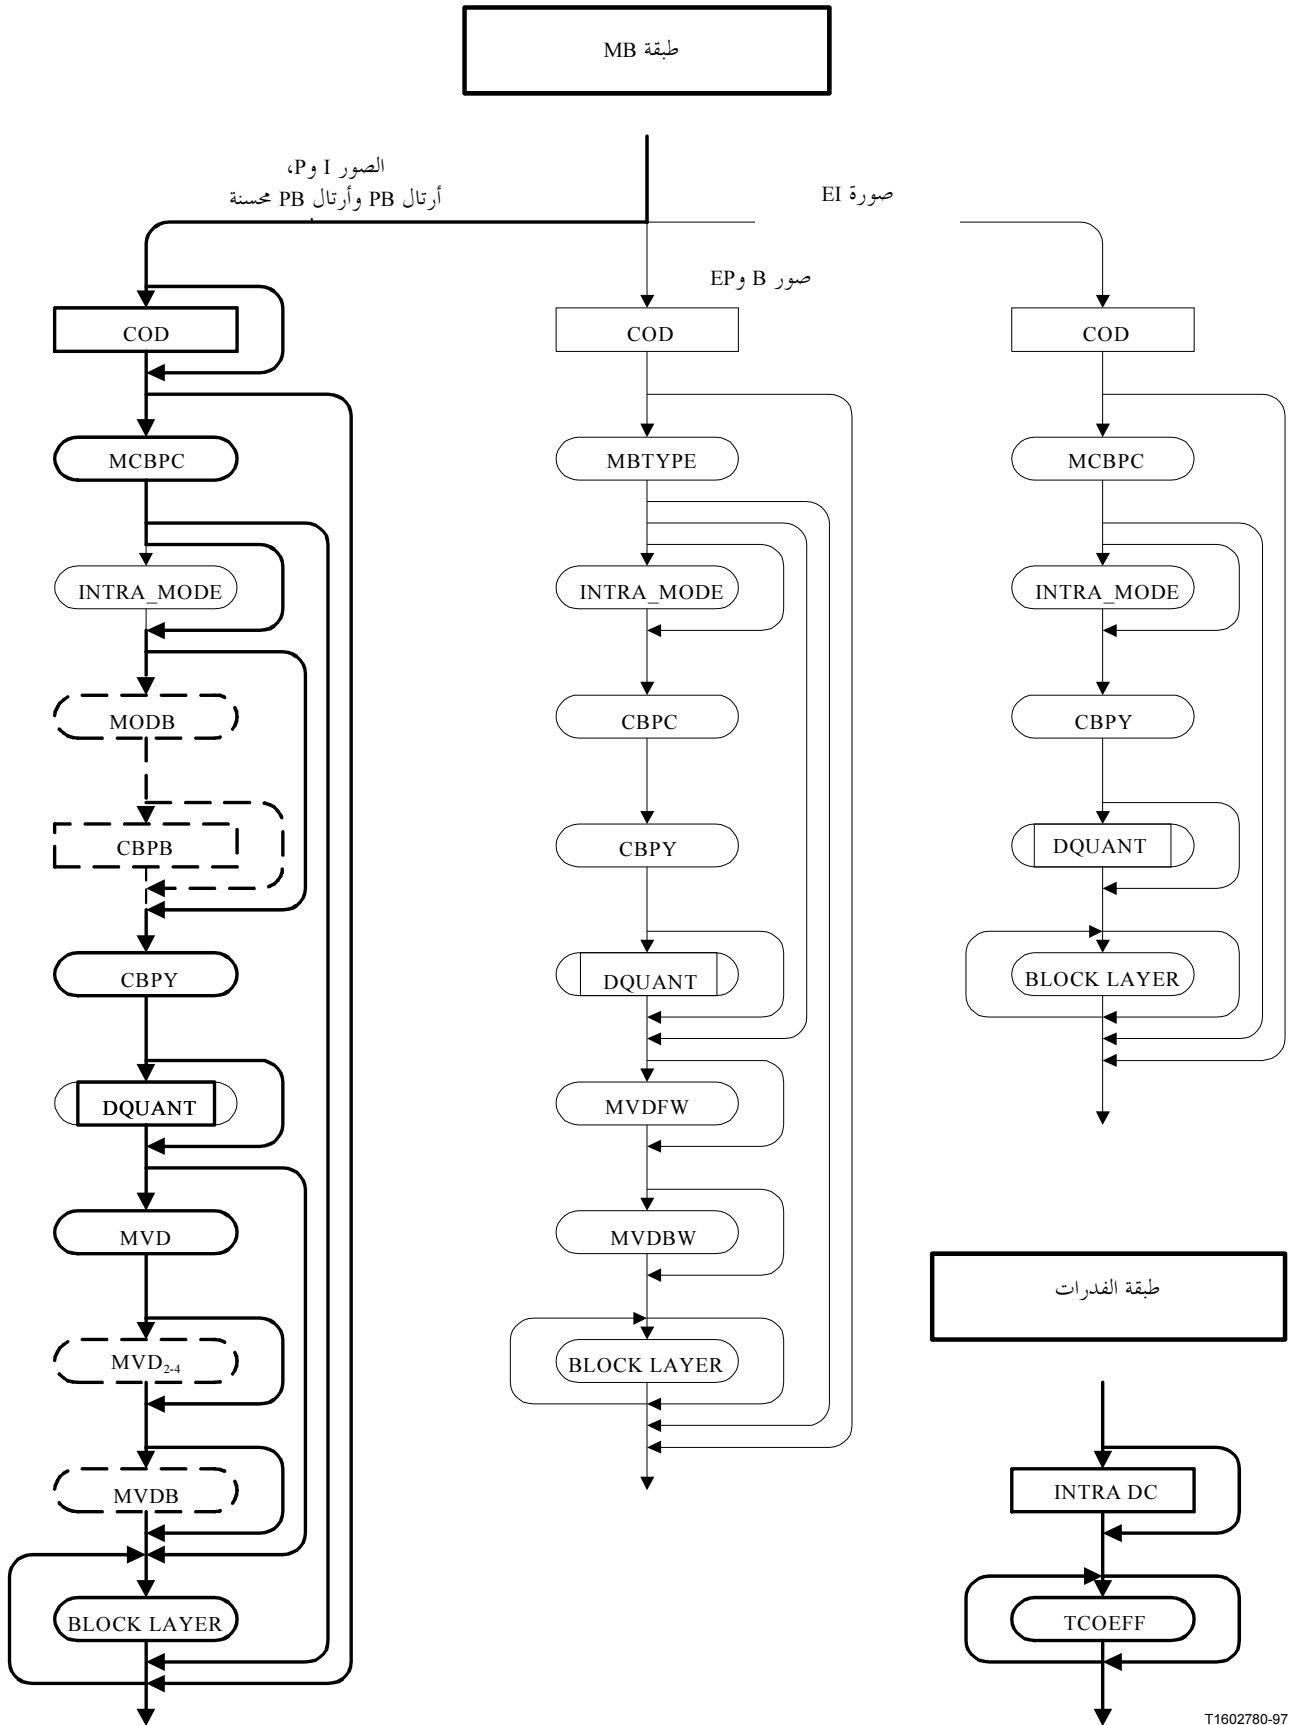 طبقة MB
الصور I وP،
أرتال PB وأرتال PB محسنة
صورة EI
صور B وEP
COD
MCBPC
INTRA_MODE
MODB
CBPB
CBPY
DQUANT
MVD
MVD2-4
MVDB
BLOCK LAYER
COD
MBTYPE
INTRA_MODE
CBPC
CBPY
DQUANT
MVDFW
MVDBW
BLOCK LAYER
COD
MCBPC
INTRA_MODE
CBPY
DQUANT
BLOCK LAYER
طبقة الفدرات
INTRA DC
TCOEFF
T1602780-97